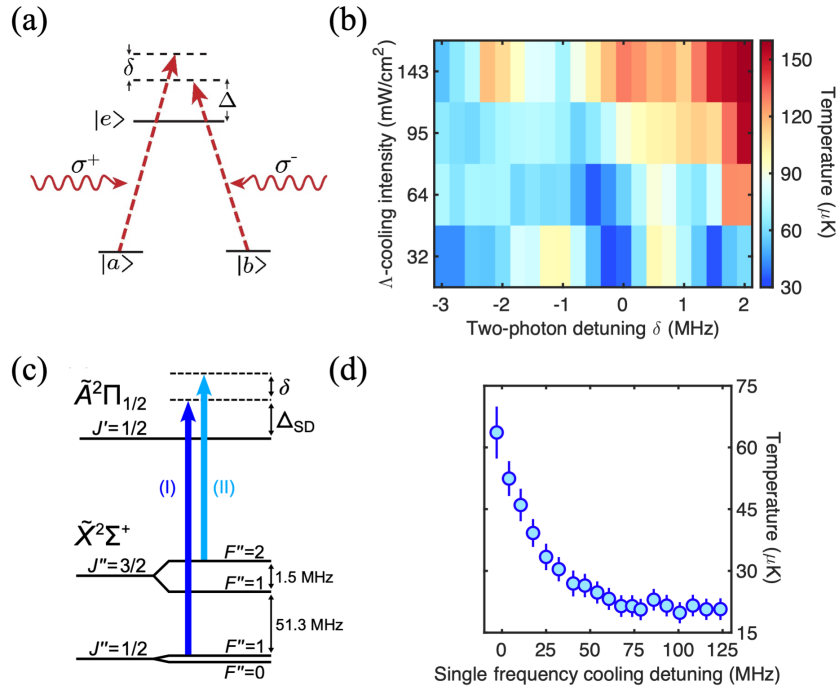 (a)
δ
Δ
|e>
σ+
σ-
|a>
|b>
(b)
Λ-cooling intensity (mW/cm²)
143
95
64
32
-3
-2
-1
0
1
2
Two-photon detuning δ (MHz)
160
150
120
90
60
30
Temperature (μK)
(c)
òΠ1/2
J'=1/2
δ
ΔSD
(I)
(II)
X̃²Σ+
J''=3/2
F''=2
F''=1
1.5 MHz
51.3 MHz
J''=1/2
F''=1
F''=0
(d)
75
60
45
30
15
Temperature (μK)
0
25
50
75
100
125
Single frequency cooling detuning (MHz)